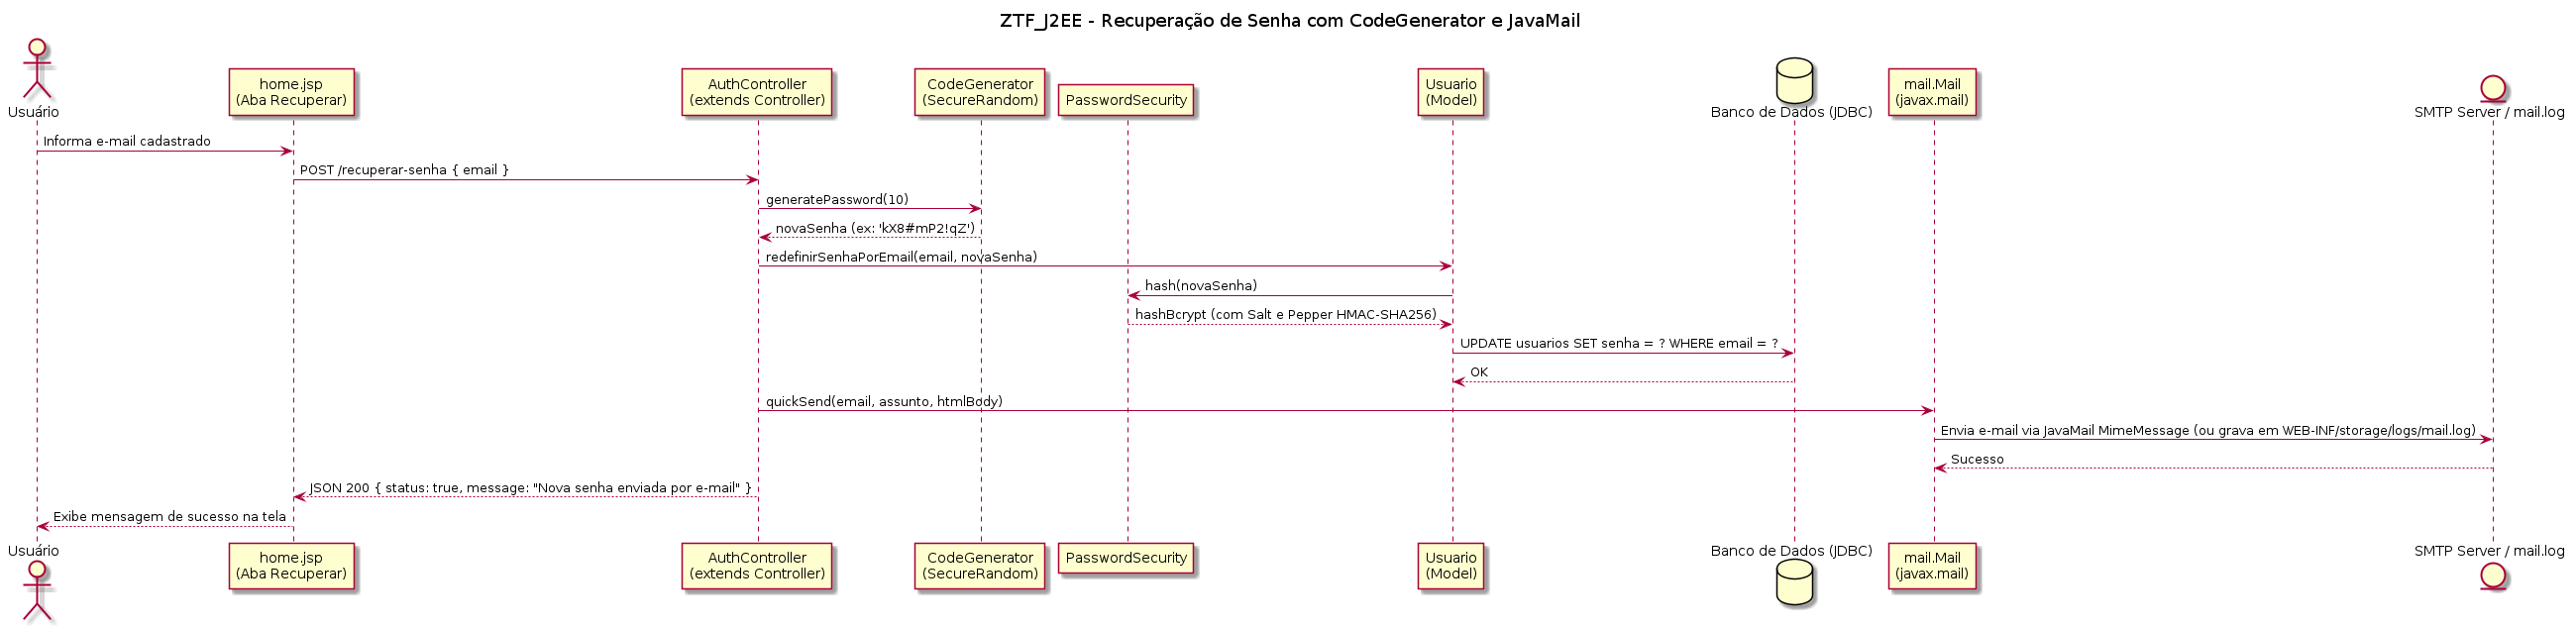 ZTF_J2EE - Recuperação de Senha com CodeGenerator e JavaMail
Usuário
home.jsp
(Aba Recuperar)
AuthController
(extends Controller)
CodeGenerator
(SecureRandom)
PasswordSecurity
Usuario
(Model)
Banco de Dados (JDBC)
mail.Mail
(javax.mail)
SMTP Server / mail.log
Informa e-mail cadastrado
POST /recuperar-senha { email }
generatePassword(10)
novaSenha (ex: 'kX8#mP2!qZ')
redefinirSenhaPorEmail(email, novaSenha)
hash(novaSenha)
hashBcrypt (com Salt e Pepper HMAC-SHA256)
UPDATE usuarios SET senha = ? WHERE email = ?
OK
quickSend(email, assunto, htmlBody)
Envia e-mail via JavaMail MimeMessage (ou grava em WEB-INF/storage/logs/mail.log)
Sucesso
JSON 200 { status: true, message: "Nova senha enviada por e-mail" }
Exibe mensagem de sucesso na tela
Usuário
home.jsp
(Aba Recuperar)
AuthController
(extends Controller)
CodeGenerator
(SecureRandom)
PasswordSecurity
Usuario
(Model)
Banco de Dados (JDBC)
mail.Mail
(javax.mail)
SMTP Server / mail.log